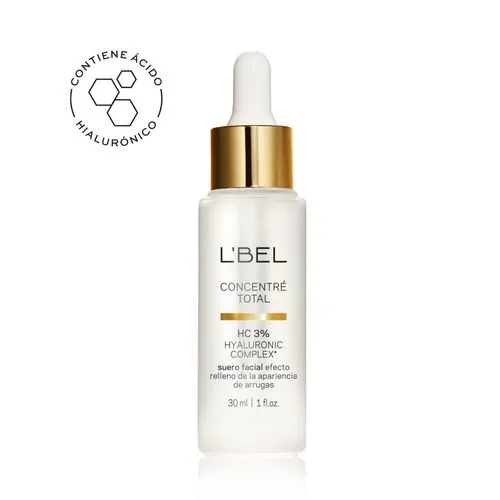 CONTIENE ÁCIDO
HIALURÓNICO
L'BEL
CONCENTRÉ
TOTAL
HC 3%
HYALURONIC
COMPLEX*
suero facial efecto
relleno de la apariencia
de arrugas
30 ml | 1 fl.oz.